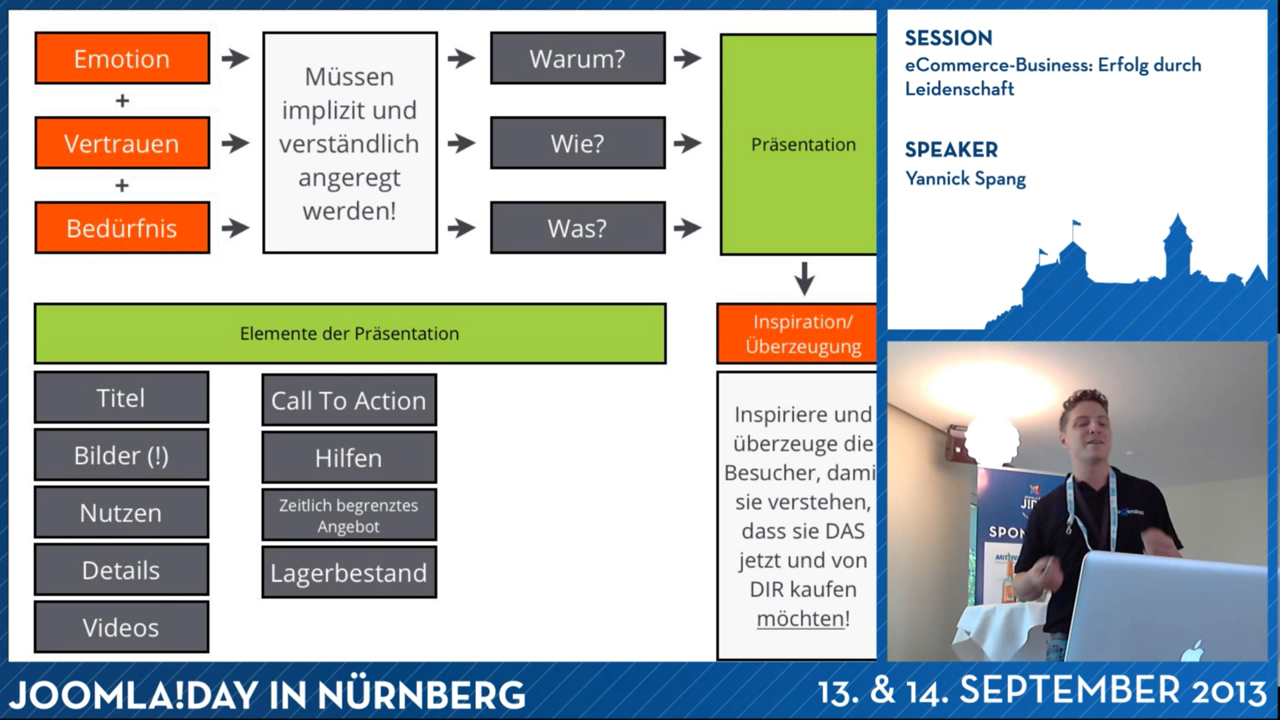 Emotion
+
Vertrauen
+
Bedürfnis
Müssen
implizit und
verständlich
angeregt
werden!
Warum?
Wie?
Was?
Präsentation
Elemente der Präsentation
Titel
Bilder (!)
Nutzen
Details
Videos
Call To Action
Hilfen
Zeitlich begrenztes
Angebot
Lagerbestand
Inspiration/
Überzeugung
Inspiriere und
überzeuge die
Besucher, dami
sie verstehen,
dass sie DAS
jetzt und von
DIR kaufen
möchten!
SESSION
eCommerce-Business: Erfolg durch
Leidenschaft
SPEAKER
Yannick Spang
SPON
JOOMLA!DAY IN NÜRNBERG
13. & 14. SEPTEMBER 2013